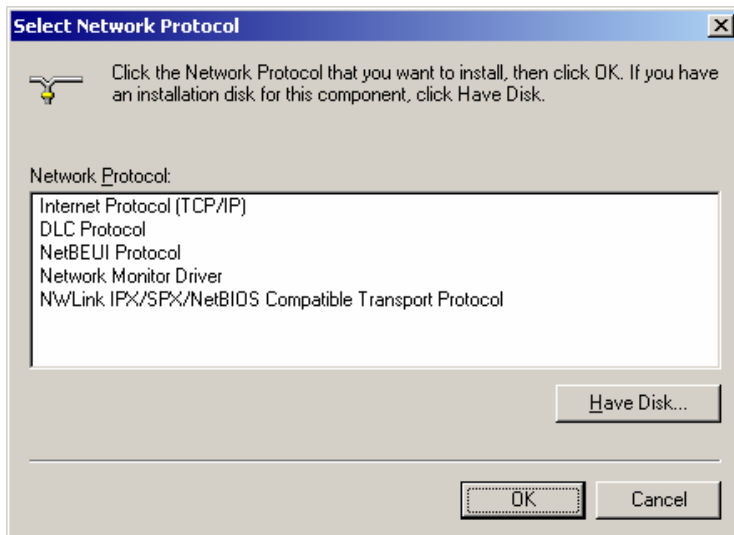 Select Network Protocol
Click the Network Protocol that you want to install, then click OK. If you have
an installation disk for this component, click Have Disk.
Network Protocol:
Internet Protocol (TCP/IP)
DLC Protocol
NetBEUI Protocol
Network Monitor Driver
NWLink IPX/SPX/NetBIOS Compatible Transport Protocol
Have Disk...
OK
Cancel